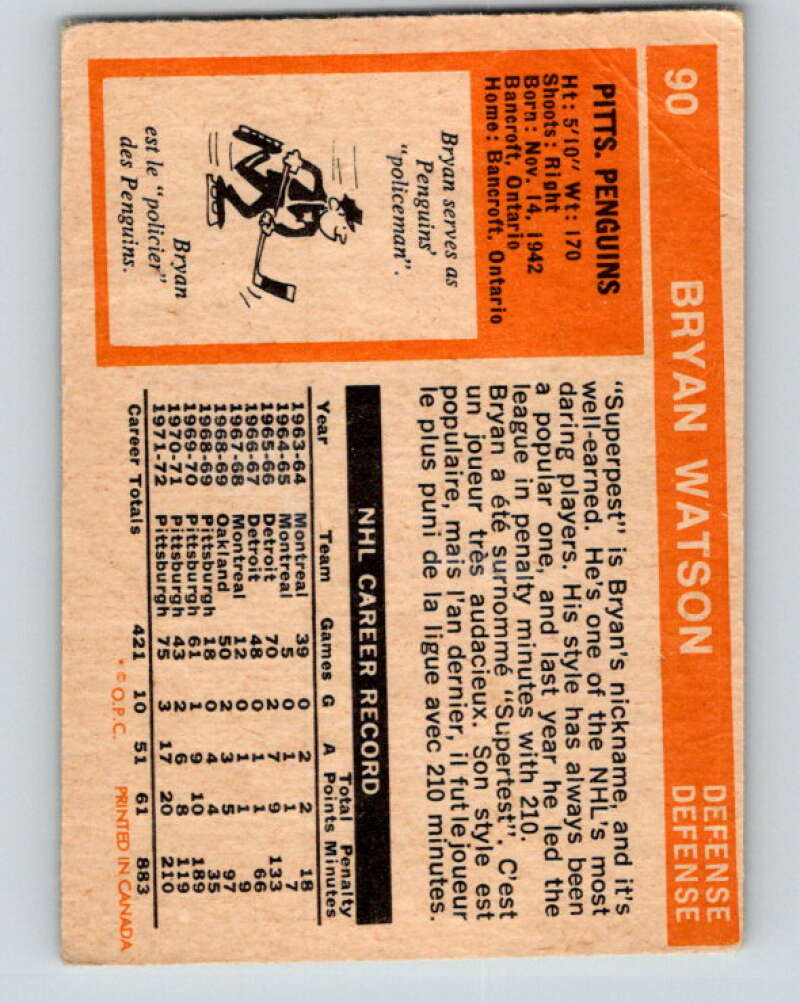 90 BRYAN WATSON DEFENSE
DEFENSE
PITTS. PENGUINS
Ht: 5'10" Wt: 170
Shoots: Right
Born: Nov. 14, 1942
Bancroft, Ontario
Home: Bancroft, Ontario
Bryan serves as
Penguins'
"policeman".
Bryan
est le "policier"
des Penguins.
"Superpest" is Bryan's nickname, and it's
well-earned. He's one of the NHL's most
daring players. His style has always been
a popular one, and last year he led the
league in penalty minutes with 210.
Bryan a été surnommé "Supertest". C'est
un joueur très audacieux. Son style est
populaire, mais l'an dernier, il fut le joueur
le plus puni de la ligue avec 210 minutes.
NHL CAREER RECORD
Total Penalty
Year Team Games G A Points Minutes
1963-64 Montreal 39 0 2 2 18
1964-65 Montreal 5 0 1 1 7
1965-66 Detroit 70 2 7 9 133
1966-67 Detroit 48 0 1 1 66
1967-68 Montreal 12 0 1 1 9
1968-69 Oakland 50 2 3 5 97
1968-69 Pittsburgh 18 0 4 4 35
1969-70 Pittsburgh 61 1 9 10 189
1970-71 Pittsburgh 43 2 6 8 119
1971-72 Pittsburgh 75 3 17 20 210
Career Totals 421 10 51 61 883
* © O.P.C. PRINTED IN CANADA